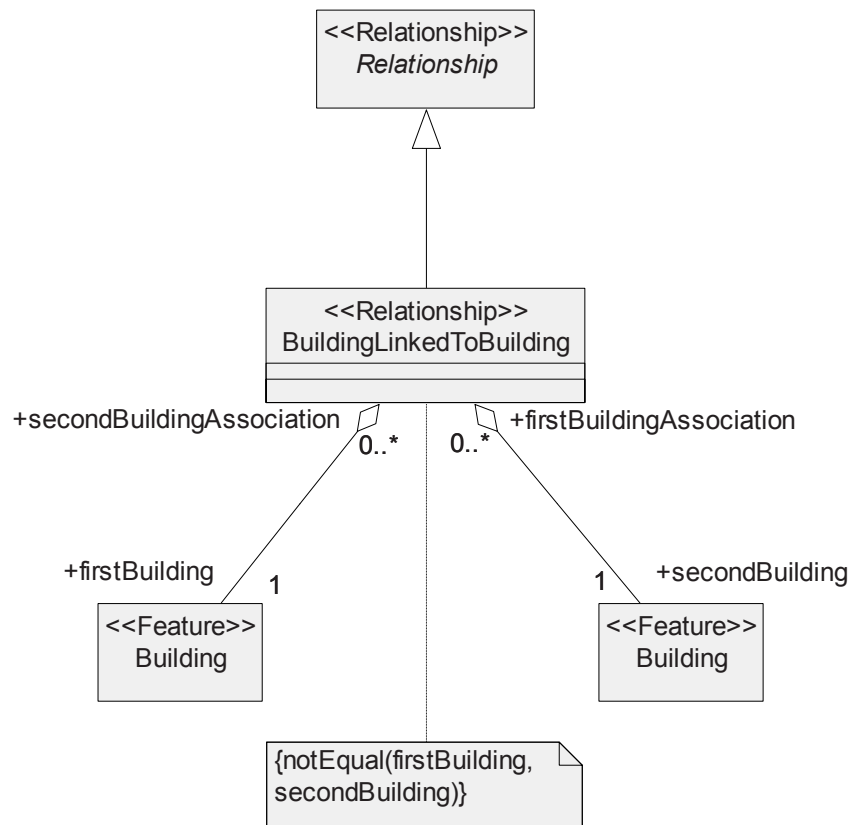 <<Relationship>>
Relationship
<<Relationship>>
BuildingLinkedToBuilding
+secondBuildingAssociation
+firstBuildingAssociation
0..*
0..*
+firstBuilding
1
1
+secondBuilding
<<Feature>>
Building
<<Feature>>
Building
{notEqual(firstBuilding,
secondBuilding)}